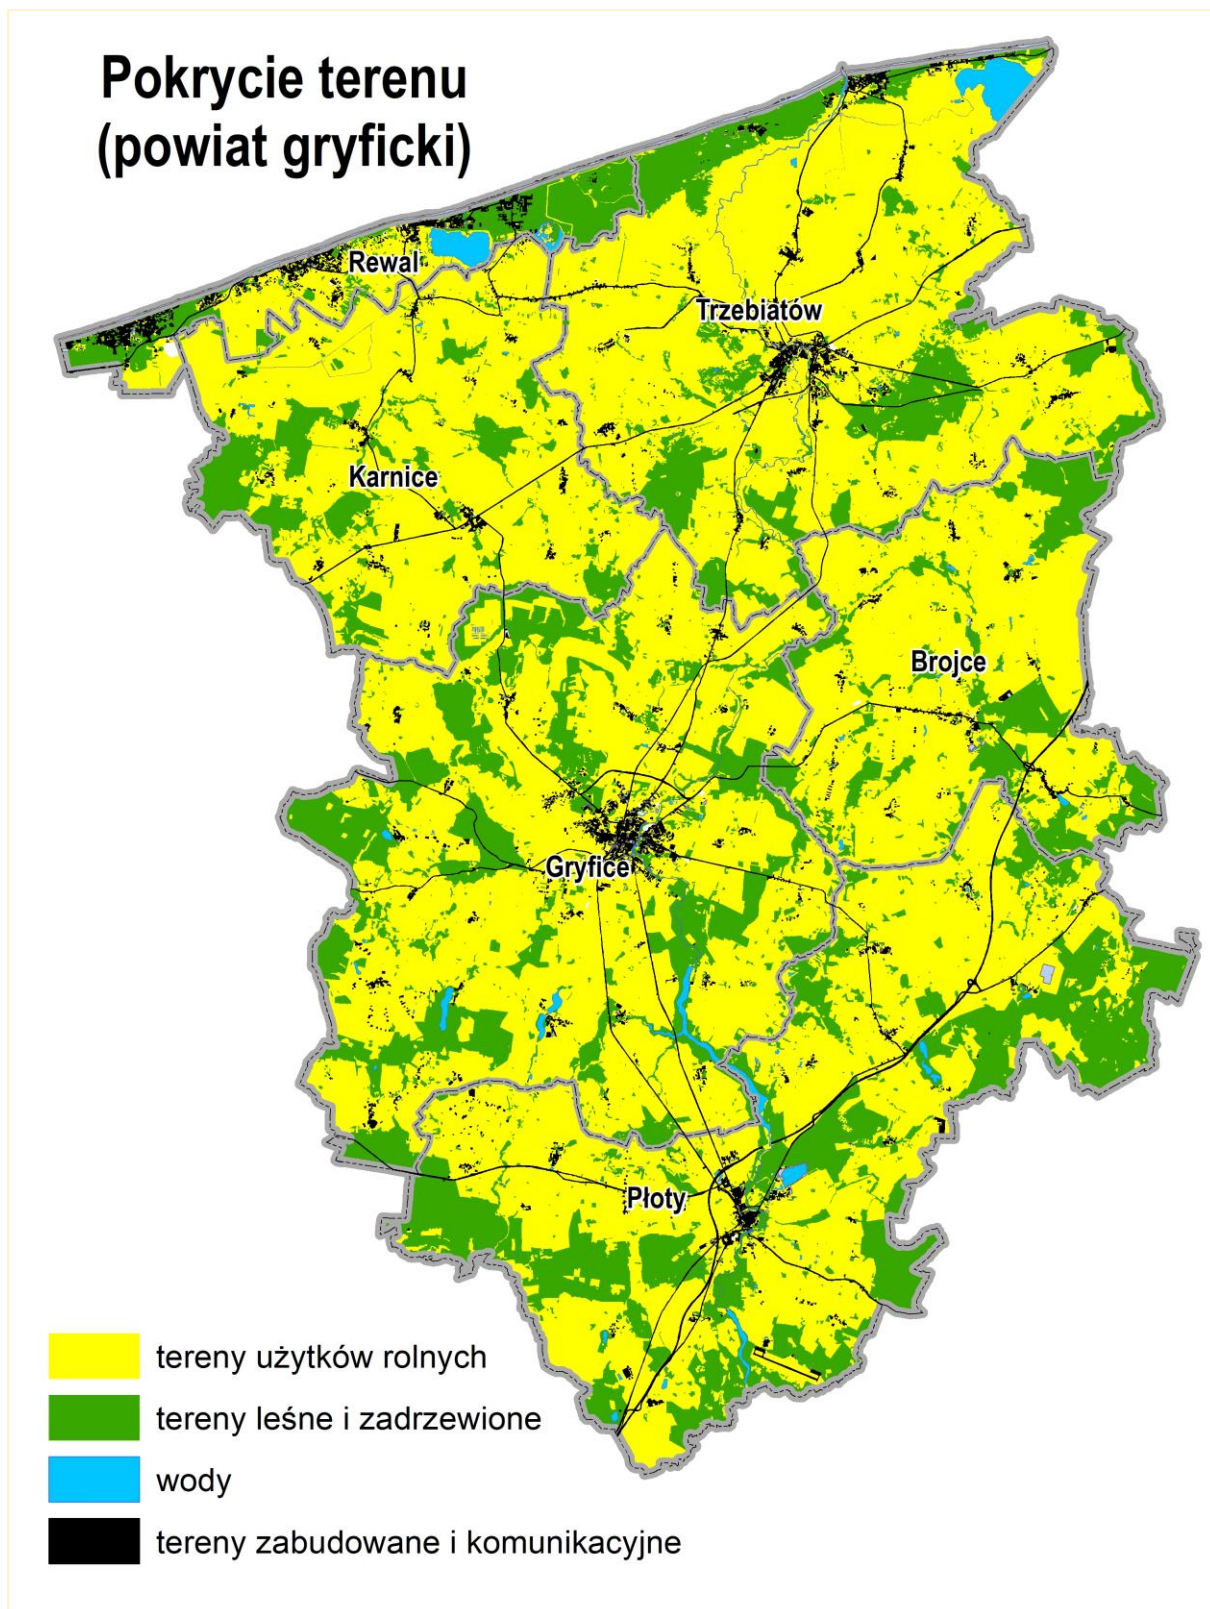 Pokrycie terenu
(powiat gryficki)
Rewal
Trzebiatów
Karnice
Brojce
Gryfice
Płoty
tereny użytków rolnych
tereny leśne i zadrzewione
wody
tereny zabudowane i komunikacyjne